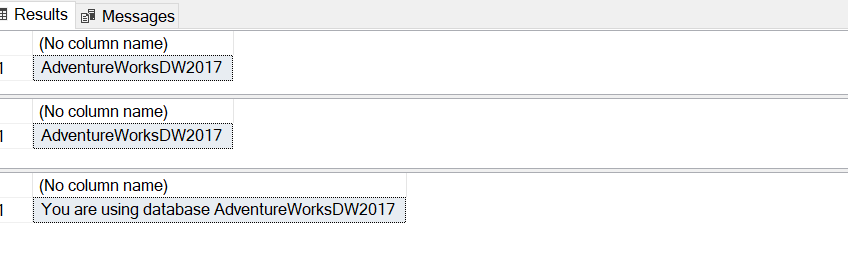 Results Messages
(No column name)
1 AdventureWorksDW2017
(No column name)
1 AdventureWorksDW2017
(No column name)
1 You are using database AdventureWorksDW2017